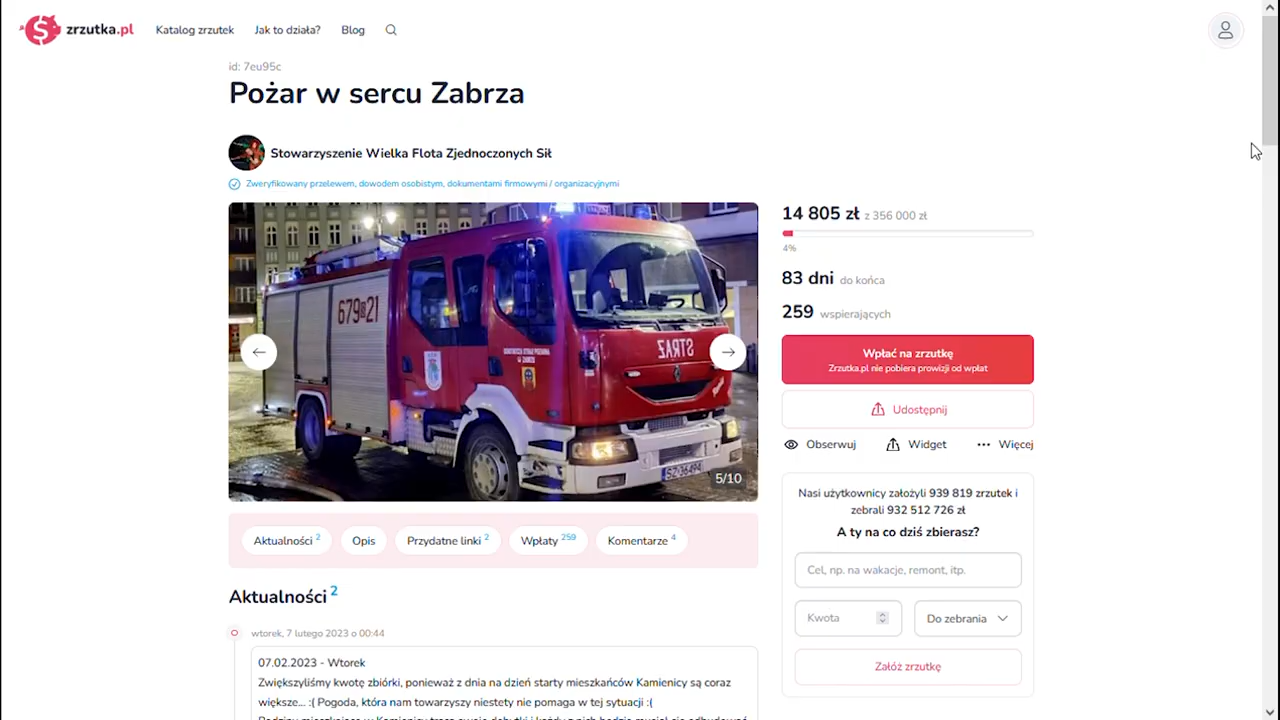 zrzutka.pl
Katalog zrzutek
Jak to działa?
Blog
id: 7eu95c
Pożar w sercu Zabrza
Stowarzyszenie Wielka Flota Zjednoczonych Sił
Zweryfikowany przelewem, dowodem osobistym, dokumentami firmowymi / organizacyjnymi
679 21
STRAŻ
SZ 36494
5/10
14 805 zł z 356 000 zł
4%
83 dni do końca
259 wspierających
Wpłać na zrzutkę
Zrzutka.pl nie pobiera prowizji od wpłat
Udostępnij
Obserwuj
Widget
Więcej
Nasi użytkownicy założyli 939 819 zrzutek i
zebrali 932 512 726 zł
A ty na co dziś zbierasz?
Cel, np. na wakacje, remont, itp.
Kwota
Do zebrania
Załóż zrzutkę
Aktualności 2
Opis
Przydatne linki 2
Wpłaty 259
Komentarze 4
Aktualności 2
wtorek, 7 lutego 2023 o 00:44
07.02.2023 - Wtorek
Zwiększyliśmy kwotę zbiórki, ponieważ z dnia na dzień starty mieszkańców Kamienicy są coraz
większe... :( Pogoda, która nam towarzyszy niestety nie pomaga w tej sytuacji :(